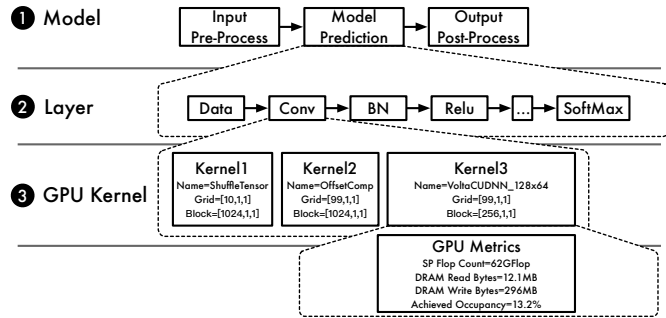 1 Model
Input
Pre-Process
Model
Prediction
Output
Post-Process
2 Layer
Data
Conv
BN
Relu
...
SoftMax
3 GPU Kernel
Kernel1
Name=ShuffleTensor
Grid=[10,1,1]
Block=[1024,1,1]
Kernel2
Name=OffsetComp
Grid=[99,1,1]
Block=[1024,1,1]
Kernel3
Name=VoltaCUDNN_128x64
Grid=[99,1,1]
Block=[256,1,1]
GPU Metrics
SP Flop Count=62GFlop
DRAM Read Bytes=12.1MB
DRAM Write Bytes=296MB
Achieved Occupancy=13.2%